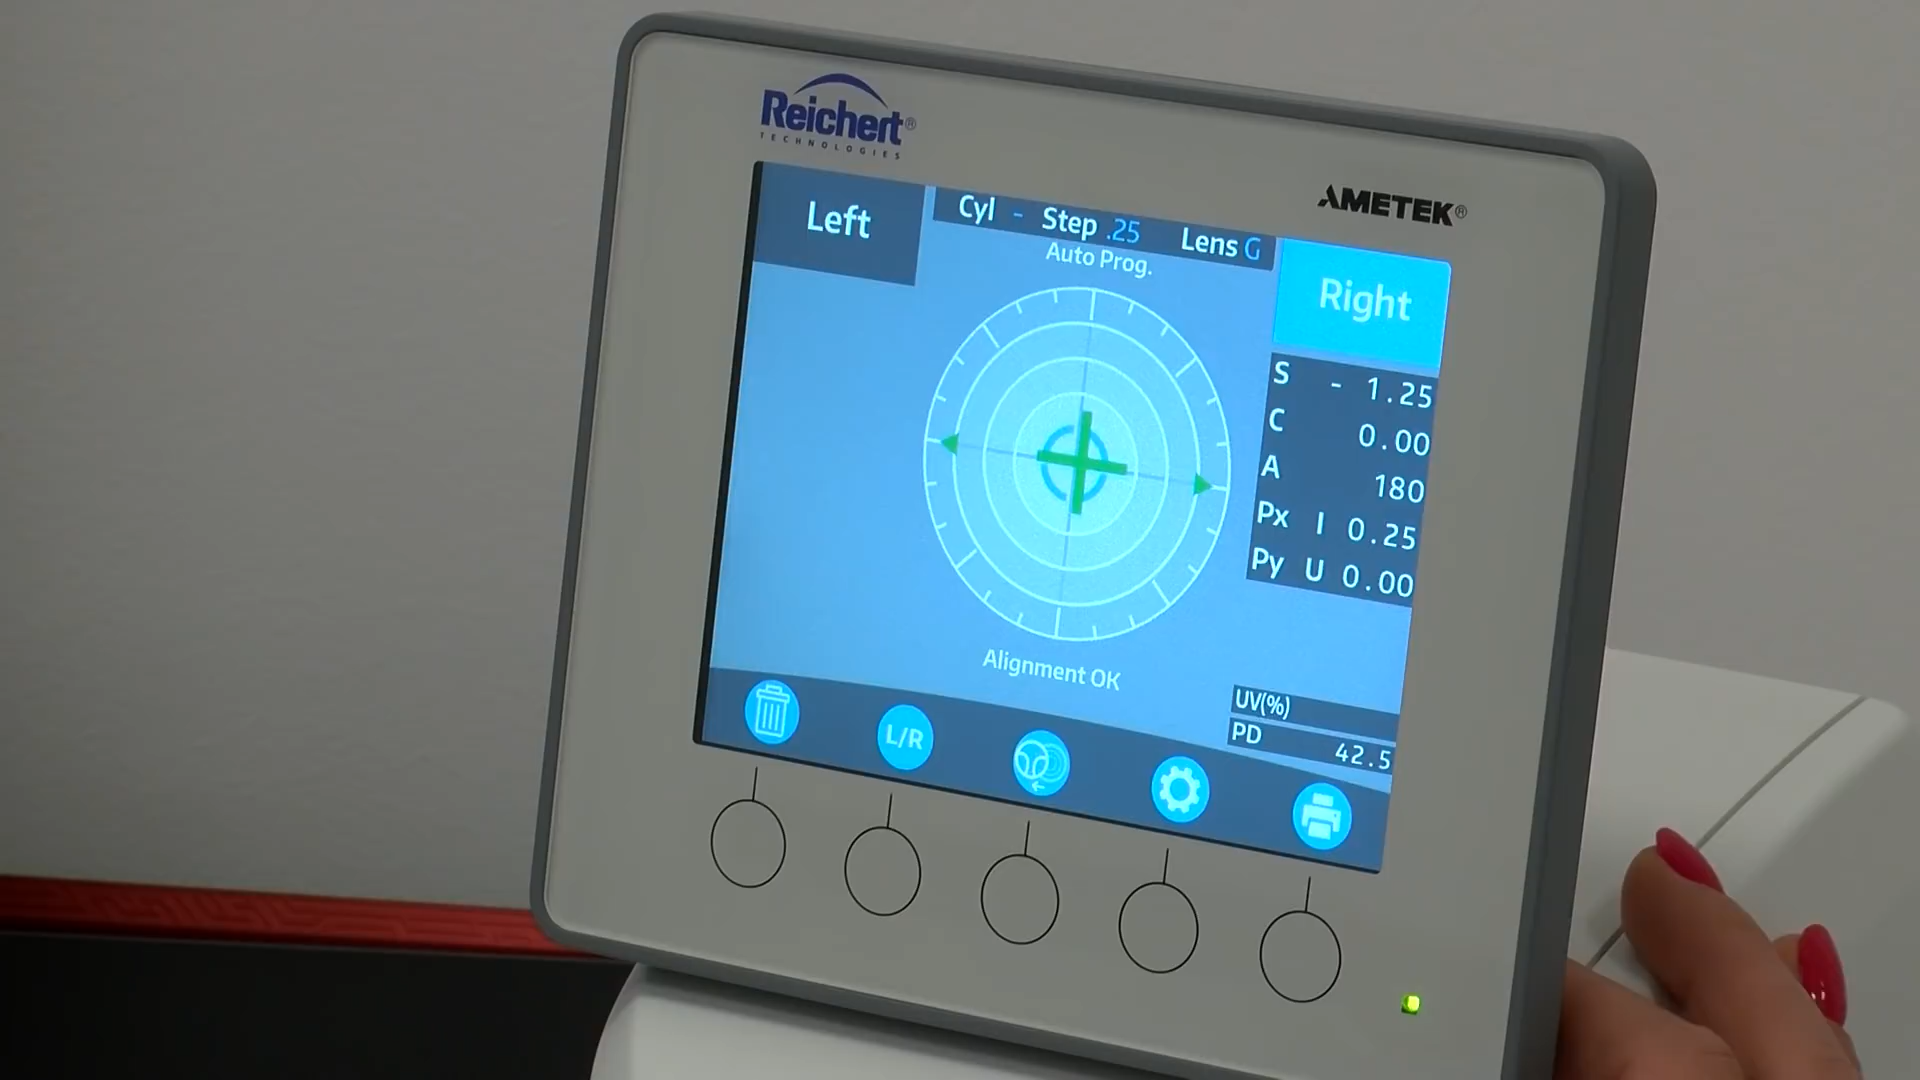 Reichert®
TECHNOLOGIES
AMETEK®
Left
Cyl - Step .25 Lens G
Auto Prog.
Right
S - 1.25
C 0.00
A 180
Px I 0.25
Py U 0.00
Alignment OK
UV(%)
PD 42.5
L/R